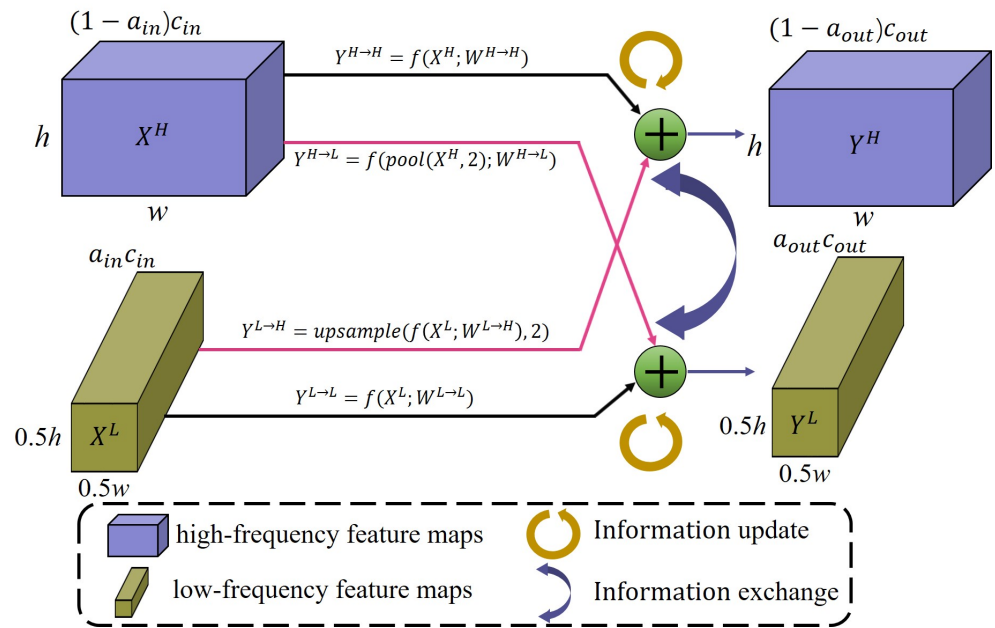 (1 − a_in)c_in
Y^{H→H} = f(X^H; W^{H→H})
(1 − a_out)c_out
h
X^H
+
h
Y^H
Y^{H→L} = f(pool(X^H, 2); W^{H→L})
w
w
a_in c_in
a_out c_out
Y^{L→H} = upsample(f(X^L; W^{L→H}), 2)
+
Y^{L→L} = f(X^L; W^{L→L})
0.5h
X^L
0.5h
Y^L
0.5w
0.5w
high-frequency feature maps
Information update
low-frequency feature maps
Information exchange